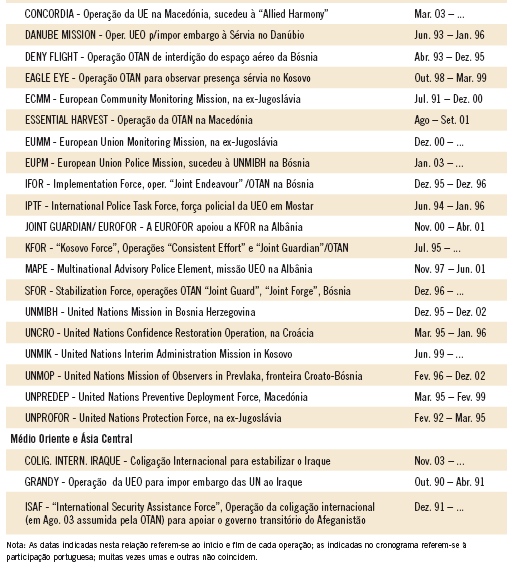 CONCORDIA - Operação da UE na Macedónia, sucedeu à “Allied Harmony” Mar. 03 – ...
DANUBE MISSION - Oper. UEO p/impor embargo à Sérvia no Danúbio Jun. 93 – Jan. 96
DENY FLIGHT - Operação OTAN de interdição do espaço aéreo da Bósnia Abr. 93 – Dez. 95
EAGLE EYE - Operação OTAN para observar presença sérvia no Kosovo Out. 98 – Mar. 99
ECMM - European Community Monitoring Mission, na ex-Jugoslávia Jul. 91 – Dez. 00
ESSENTIAL HARVEST - Operação da OTAN na Macedónia Ago – Set. 01
EUMM - European Union Monitoring Mission, na ex-Jugoslávia Dez. 00 – ...
EUPM - European Union Police Mission, sucedeu à UNMIBH na Bósnia Jan. 03 – ...
IFOR - Implementation Force, oper. “Joint Endeavour” /OTAN na Bósnia Dez. 95 – Dez. 96
IPTF - International Police Task Force, força policial da UEO em Mostar Jun. 94 – Jan. 96
JOINT GUARDIAN/ EUROFOR - A EUROFOR apoiou a KFOR na Albânia Nov. 00 – Abr. 01
KFOR - “Kosovo Force”, Operações “Consistent Effort” e “Joint Guardian”/OTAN Jul. 95 – ...
MAPE - Multinational Advisory Police Element, missão UEO na Albânia Nov. 97 – Jun. 01
SFOR - Stabilization Force, operações OTAN “Joint Guard”, “Joint Forge”, Bósnia Dez. 96 – ...
UNMIBH - United Nations Mission in Bosnia Herzegovina Dez. 95 – Dez. 02
UNCRO - United Nations Confidence Restoration Operation, na Croácia Mar. 95 – Jan. 96
UNMIK - United Nations Interim Administration Mission in Kosovo Jun. 99 – ...
UNMOP - United Nations Mission of Observers in Prevlaka, fronteira Croato-Bósnia Fev. 96 – Dez. 02
UNPREDEP - United Nations Preventive Deployment Force, Macedónia Mar. 95 – Fev. 99
UNPROFOR - United Nations Protection Force, na ex-Jugoslávia Fev. 92 – Mar. 95
Médio Oriente e Ásia Central
COLIG. INTERN. IRAQUE - Coligação Internacional para estabilizar o Iraque Nov. 03 – ...
GRANDY - Operação da UEO para impor embargo das UN ao Iraque Out. 90 – Abr. 91
ISAF - “International Security Assistance Force”, Operação da coligação internacional Dez. 91 – ...
(em Ago. 03 assumida pela OTAN) para apoiar o governo transitório do Afeganistão
Nota: As datas indicadas nesta relação referem-se ao início e fim de cada operação; as indicadas no cronograma referem-se à
participação portuguesa; muitas vezes umas e outras não coincidem.